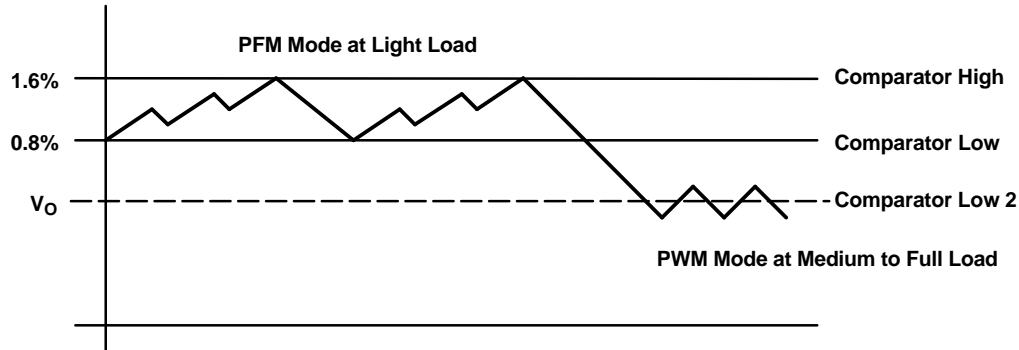 PFM Mode at Light Load
1.6%
Comparator High
0.8%
Comparator Low
VO
Comparator Low 2
PWM Mode at Medium to Full Load